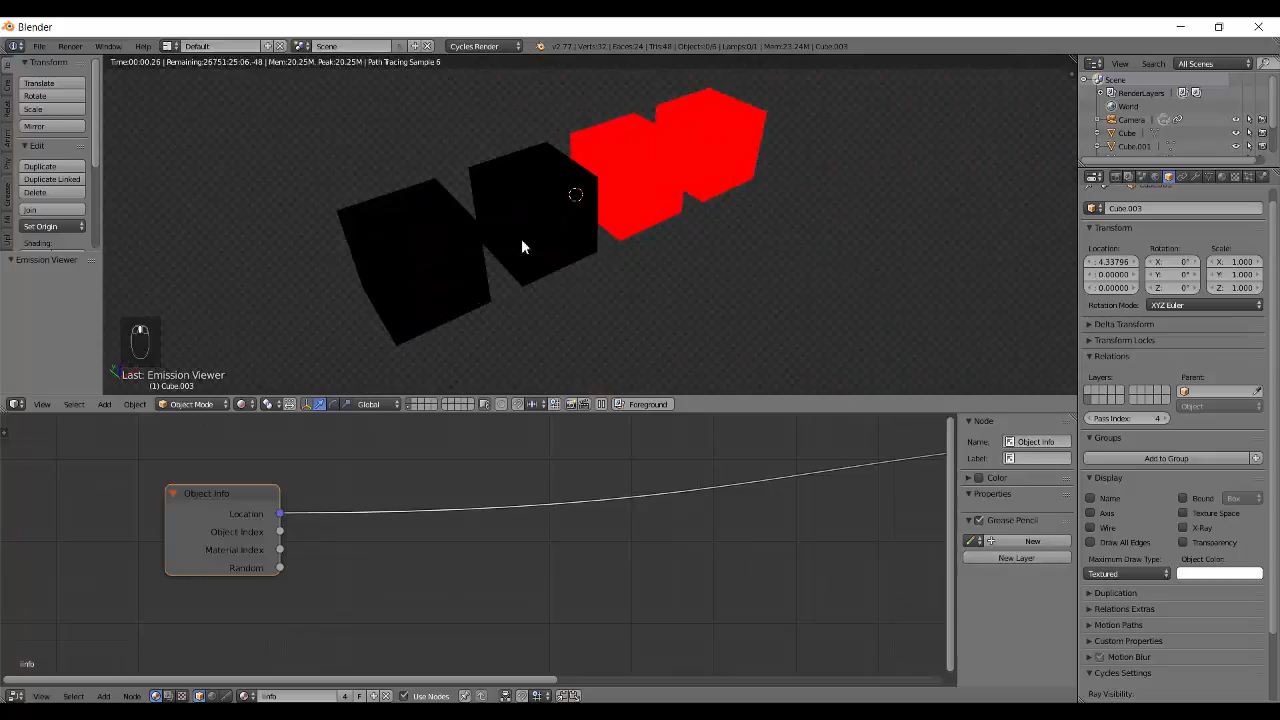 Blender
File Render Window Help Default Scene Cycles Render v2.77 | Verts:32 | Faces:24 | Tris:48 | Objects:0/6 | Lamps:0/1 | Mem:23.24M | Cube.003
Time:00:00.26 | Remaining:26751:25:06.-48 | Mem:20.25M, Peak:20.25M | Path Tracing Sample 6
Transform
Translate
Rotate
Scale
Mirror
Edit
Duplicate
Duplicate Linked
Delete
Join
Set Origin
Shading:
Emission Viewer
Last: Emission Viewer
(1) Cube.003
View Select Add Object Object Mode Global Foreground
Object Info
Location
Object Index
Material Index
Random
iinfo
View Select Add Node iinfo 4 F Use Nodes
Node
Name: Object Info
Label:
Color
Properties
Grease Pencil
New
New Layer
View Search All Scenes
Scene
RenderLayers
World
Camera
Cube
Cube.001
Cube.003
Cube.003
Transform
Location: Rotation: Scale:
4.33796 X: 0° X: 1.000
0.00000 Y: 0° Y: 1.000
0.00000 Z: 0° Z: 1.000
Rotation Mode: XYZ Euler
Delta Transform
Transform Locks
Relations
Layers: Parent:
Object
Pass Index: 4
Groups
Add to Group
Display
Name Bound Box
Axis Texture Space
Wire X-Ray
Draw All Edges Transparency
Maximum Draw Type: Object Color:
Textured
Duplication
Relations Extras
Motion Paths
Custom Properties
Motion Blur
Cycles Settings
Ray Visibility: